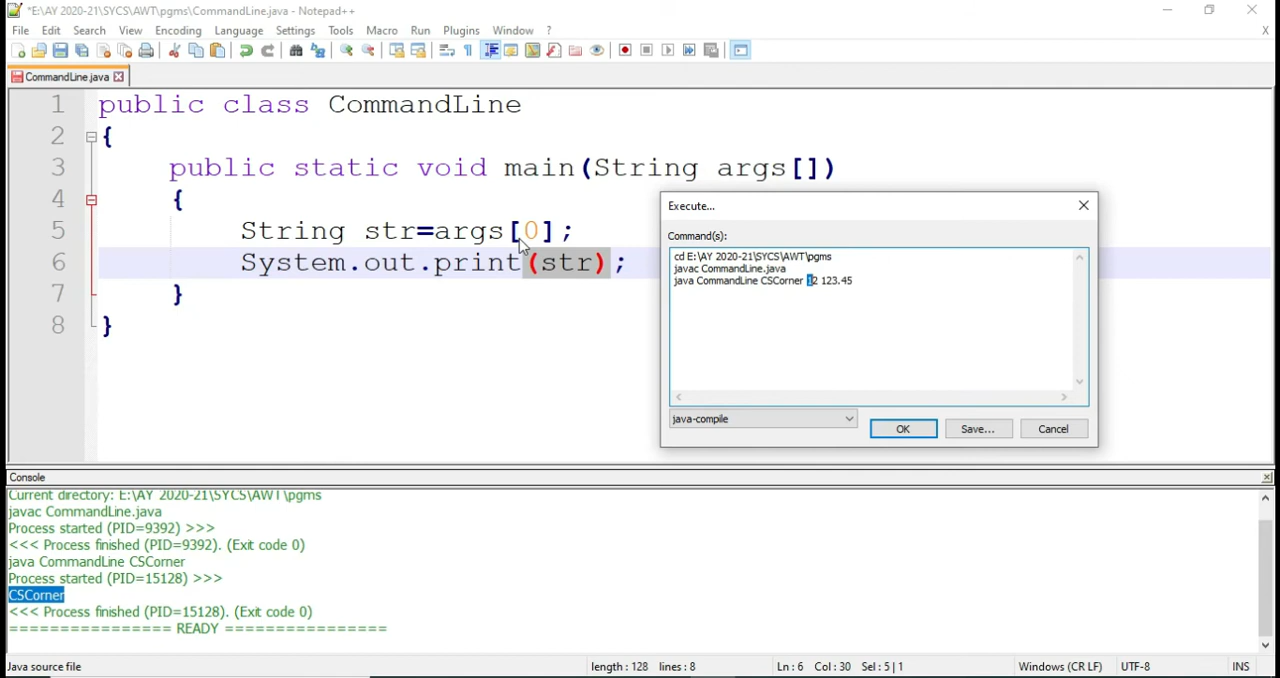 *E:\AY 2020-21\SYCS\AWT\pgms\CommandLine.java - Notepad++
File Edit Search View Encoding Language Settings Tools Macro Run Plugins Window ? X
CommandLine.java
1 public class CommandLine
2 {
3 public static void main(String args[])
4 {
5 String str=args[0];
6 System.out.print(str);
7 }
8 }
Execute...
Command(s):
cd E:\AY 2020-21\SYCS\AWT\pgms
javac CommandLine.java
java CommandLine CSCorner 12 123.45
java-compile
OK Save... Cancel
Console
Current directory: E:\AY 2020-21\SYCS\AWT\pgms
javac CommandLine.java
Process started (PID=9392) >>>
<<< Process finished (PID=9392). (Exit code 0)
java CommandLine CSCorner
Process started (PID=15128) >>>
CSCorner
<<< Process finished (PID=15128). (Exit code 0)
================ READY ================
Java source file length : 128 lines : 8 Ln : 6 Col : 30 Sel : 5 | 1 Windows (CR LF) UTF-8 INS